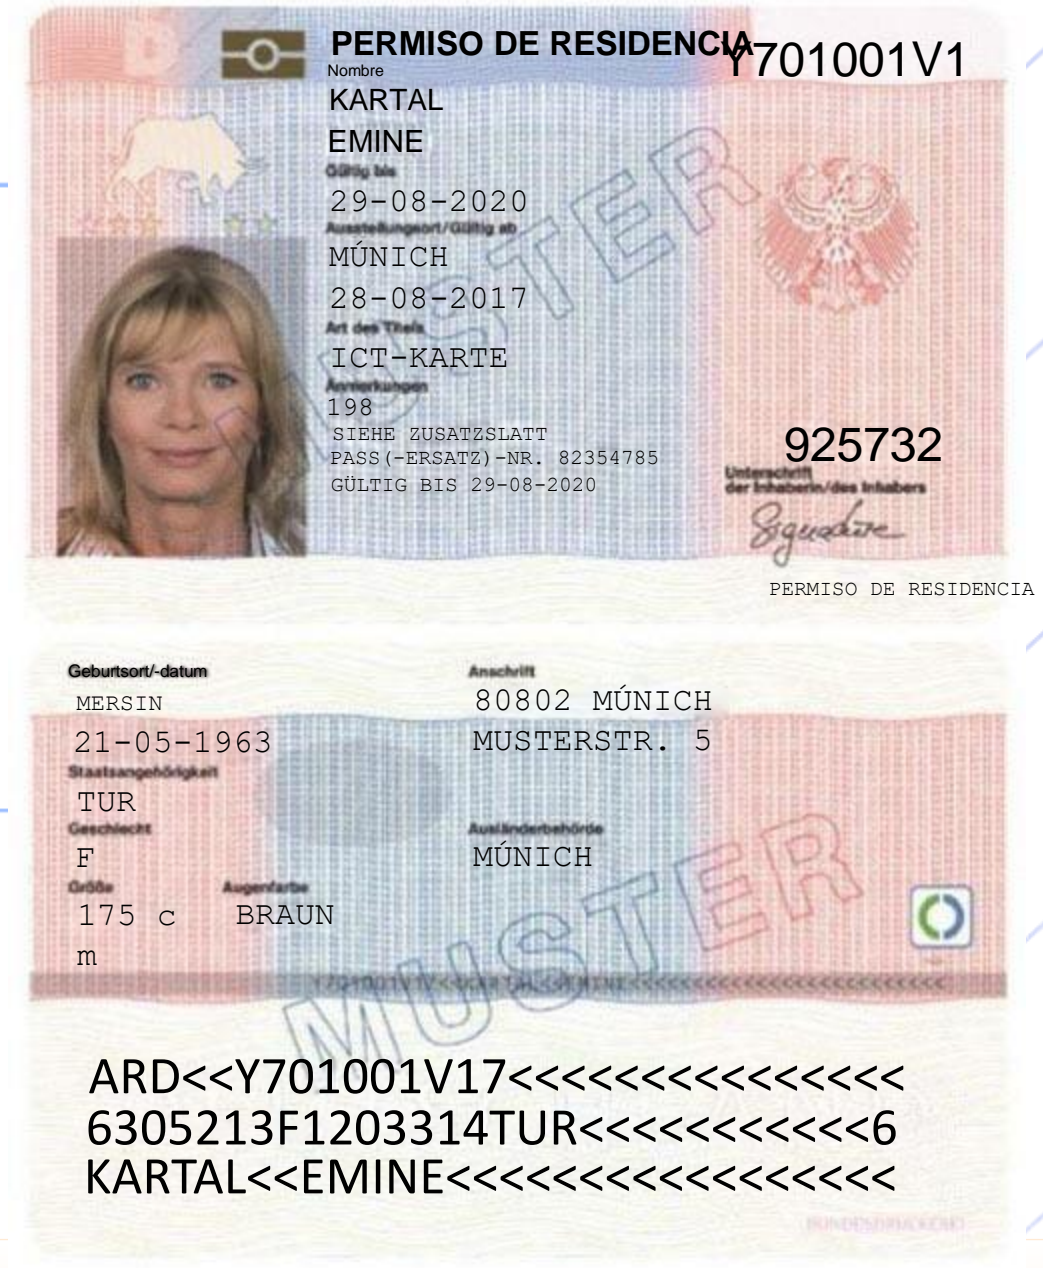 PERMISO DE RESIDENCIA
Y701001V1
Nombre
KARTAL
EMINE
Gültig bis
29-08-2020
Ausstellungsort/Gültig ab
MÚNICH
28-08-2017
Art des Titels
ICT-KARTE
Anmerkungen
198
SIEHE ZUSATZSLATT
PASS(-ERSATZ)-NR. 82354785
GÜLTIG BIS 29-08-2020
925732
Unterschrift
der Inhaberin/des Inhabers
Signature
PERMISO DE RESIDENCIA
MUSTER
Geburtsort/-datum
MERSIN
21-05-1963
Staatsangehörigkeit
TUR
Geschlecht
F
Größe
175 c
m
Augenfarbe
BRAUN
Anschrift
80802 MÚNICH
MUSTERSTR. 5
Ausländerbehörde
MÚNICH
MUSTER
ARD<<Y701001V17<<<<<<<<<<<<<<<
6305213F1203314TUR<<<<<<<<<<<6
KARTAL<<EMINE<<<<<<<<<<<<<<<<<
BUNDESDRUCKEREI